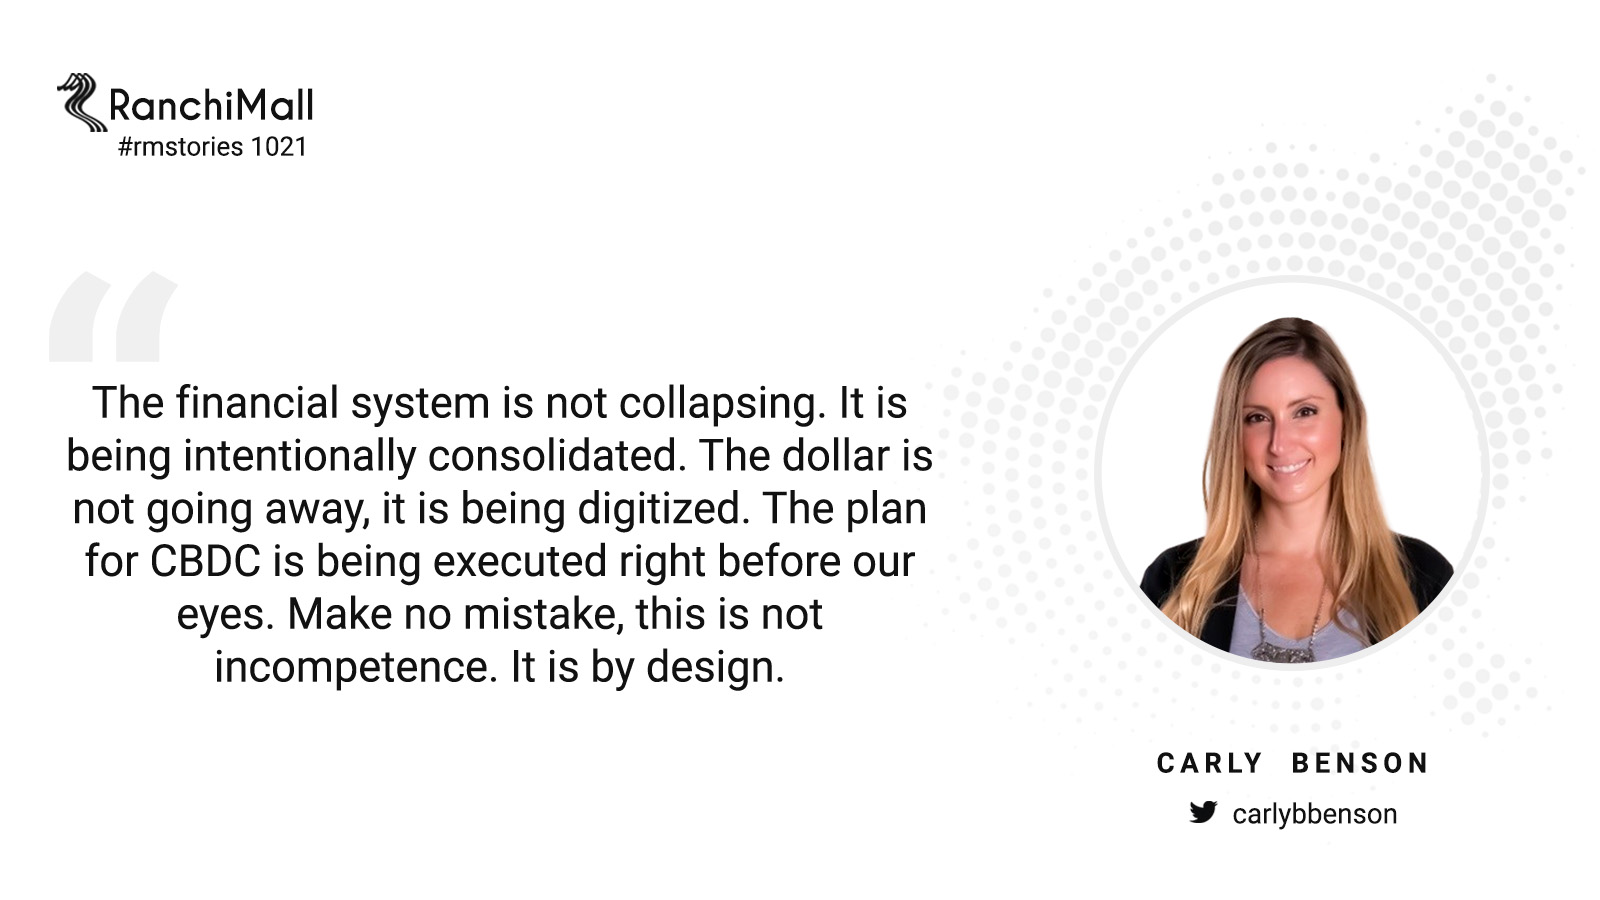 RanchiMall
#rmstories 1021
“
The financial system is not collapsing. It is
being intentionally consolidated. The dollar is
not going away, it is being digitized. The plan
for CBDC is being executed right before our
eyes. Make no mistake, this is not
incompetence. It is by design.
CARLY BENSON
carlybbenson